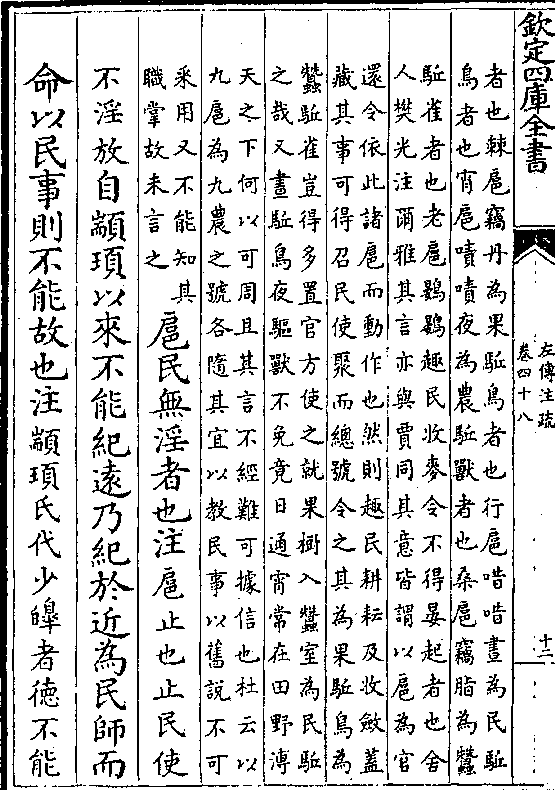 欽定四庫全書
左傳注疏
卷四十八
十二
者也棘扈竊丹為果駈鳥者也行扈唶唶晝為民駈
鳥者也宵扈嘖嘖夜為農駈獸者也桑扈竊脂為蠶
駈雀者也老扈鷃鷃趣民收麥令不得晏起者也舍
人樊光注爾雅其言亦與賈同其意皆謂以扈為官
還令依此諸扈而動作也然則趣民耕耘及收斂蓋
藏其事可得召民使聚而總號令之其為果駈鳥為
蠶駈雀豈得多置官方使之就果樹入蠶室為民駈
之哉又晝駈鳥夜驅獸不免竟日通宵常在田野溥
天之下何以可周且其言不經難可據信也杜云以
九扈為九農之號各隨其宜以教民事以舊說不可
采用又不能知其
職掌故未言之
扈民無淫者也注扈止也止民使
不淫放自顓頊以來不能紀遠乃紀於近為民師而
命以民事則不能故也注顓頊氏代少皥者徳不能